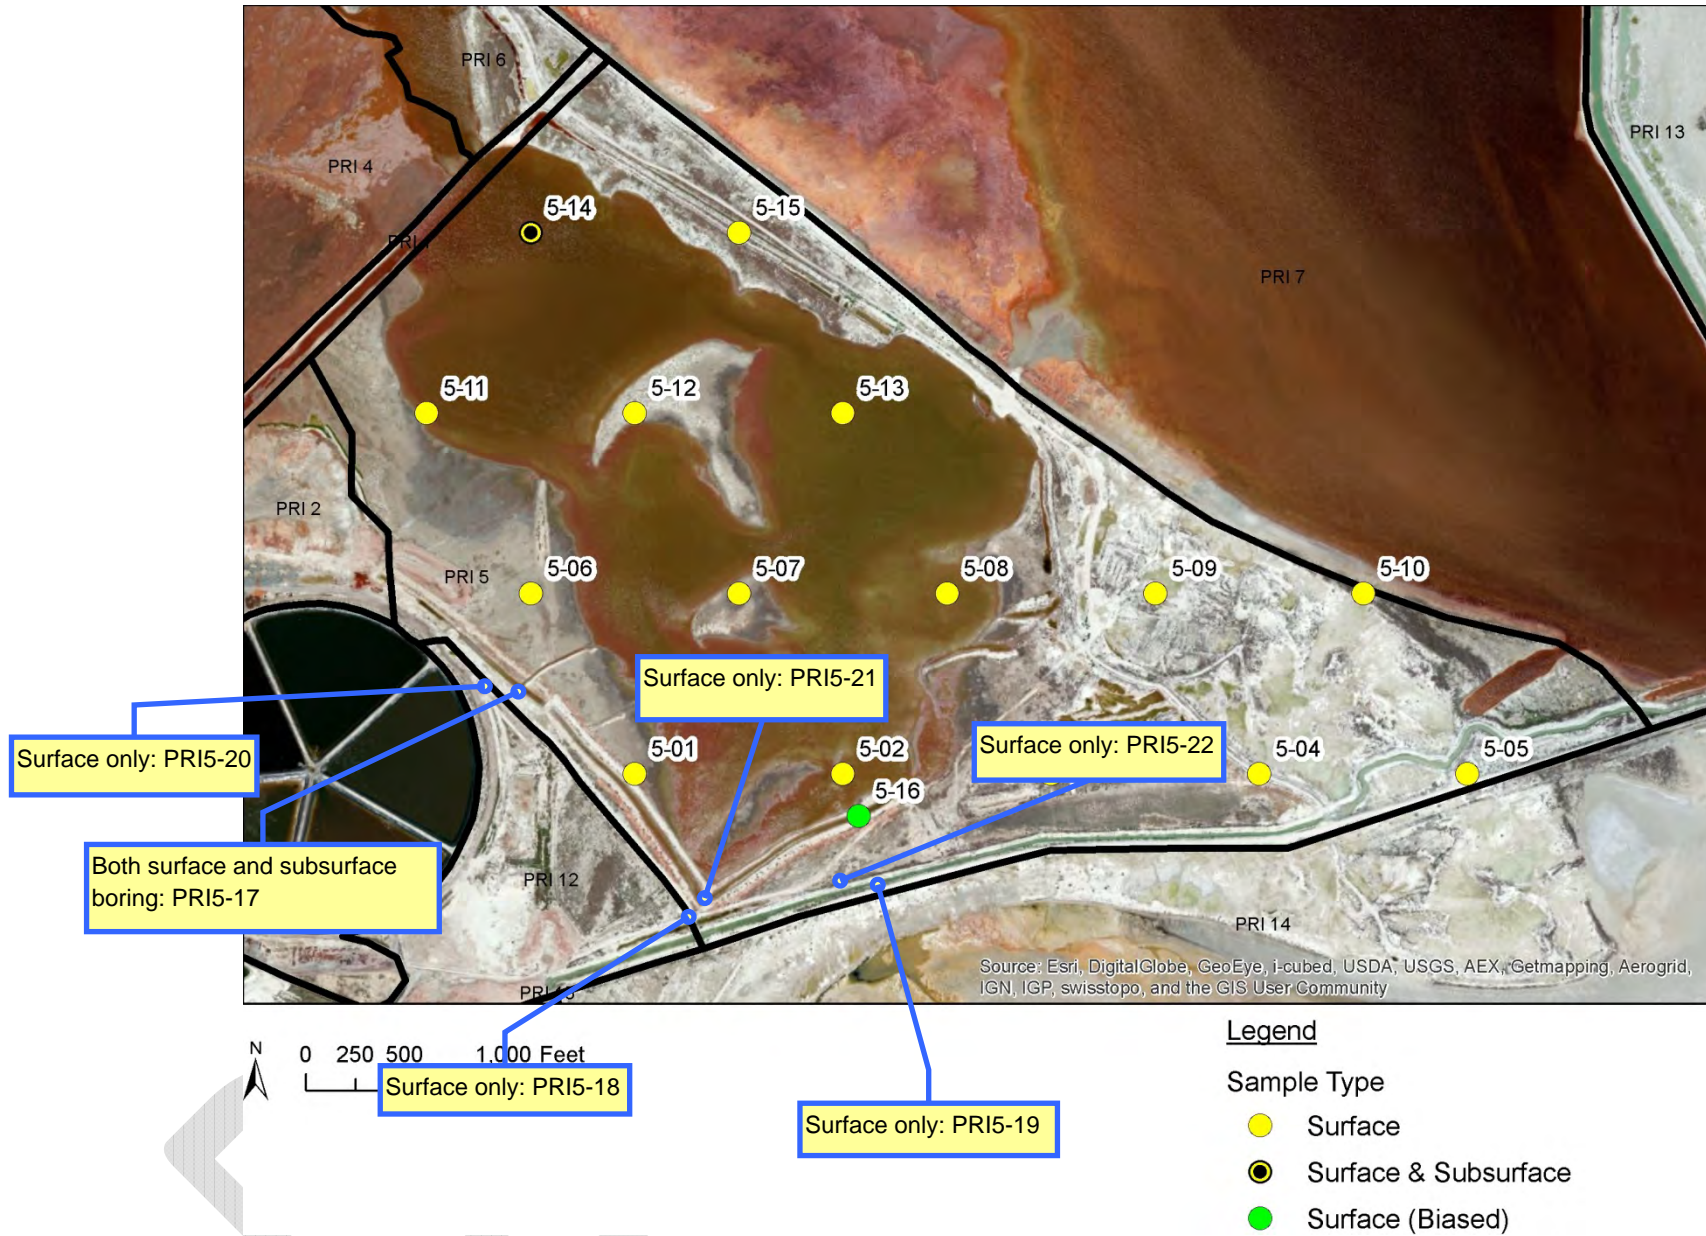 PRI 6
PRI 13
PRI 4
5-14
5-15
PRI 7
5-11
5-12
5-13
PRI 2
PRI 5
5-06
5-07
5-08
5-09
5-10
Surface only: PRI5-21
Surface only: PRI5-20
5-01
5-02
Surface only: PRI5-22
5-04
5-05
5-16
Both surface and subsurface
boring: PRI5-17
PRI 12
PRI 14
Source: Esri, DigitalGlobe, GeoEye, i-cubed, USDA, USGS, AEX, Getmapping, Aerogrid,
IGN, IGP, swisstopo, and the GIS User Community
N
0 250 500 1,000 Feet
Surface only: PRI5-18
Surface only: PRI5-19
Legend
Sample Type
Surface
Surface & Subsurface
Surface (Biased)